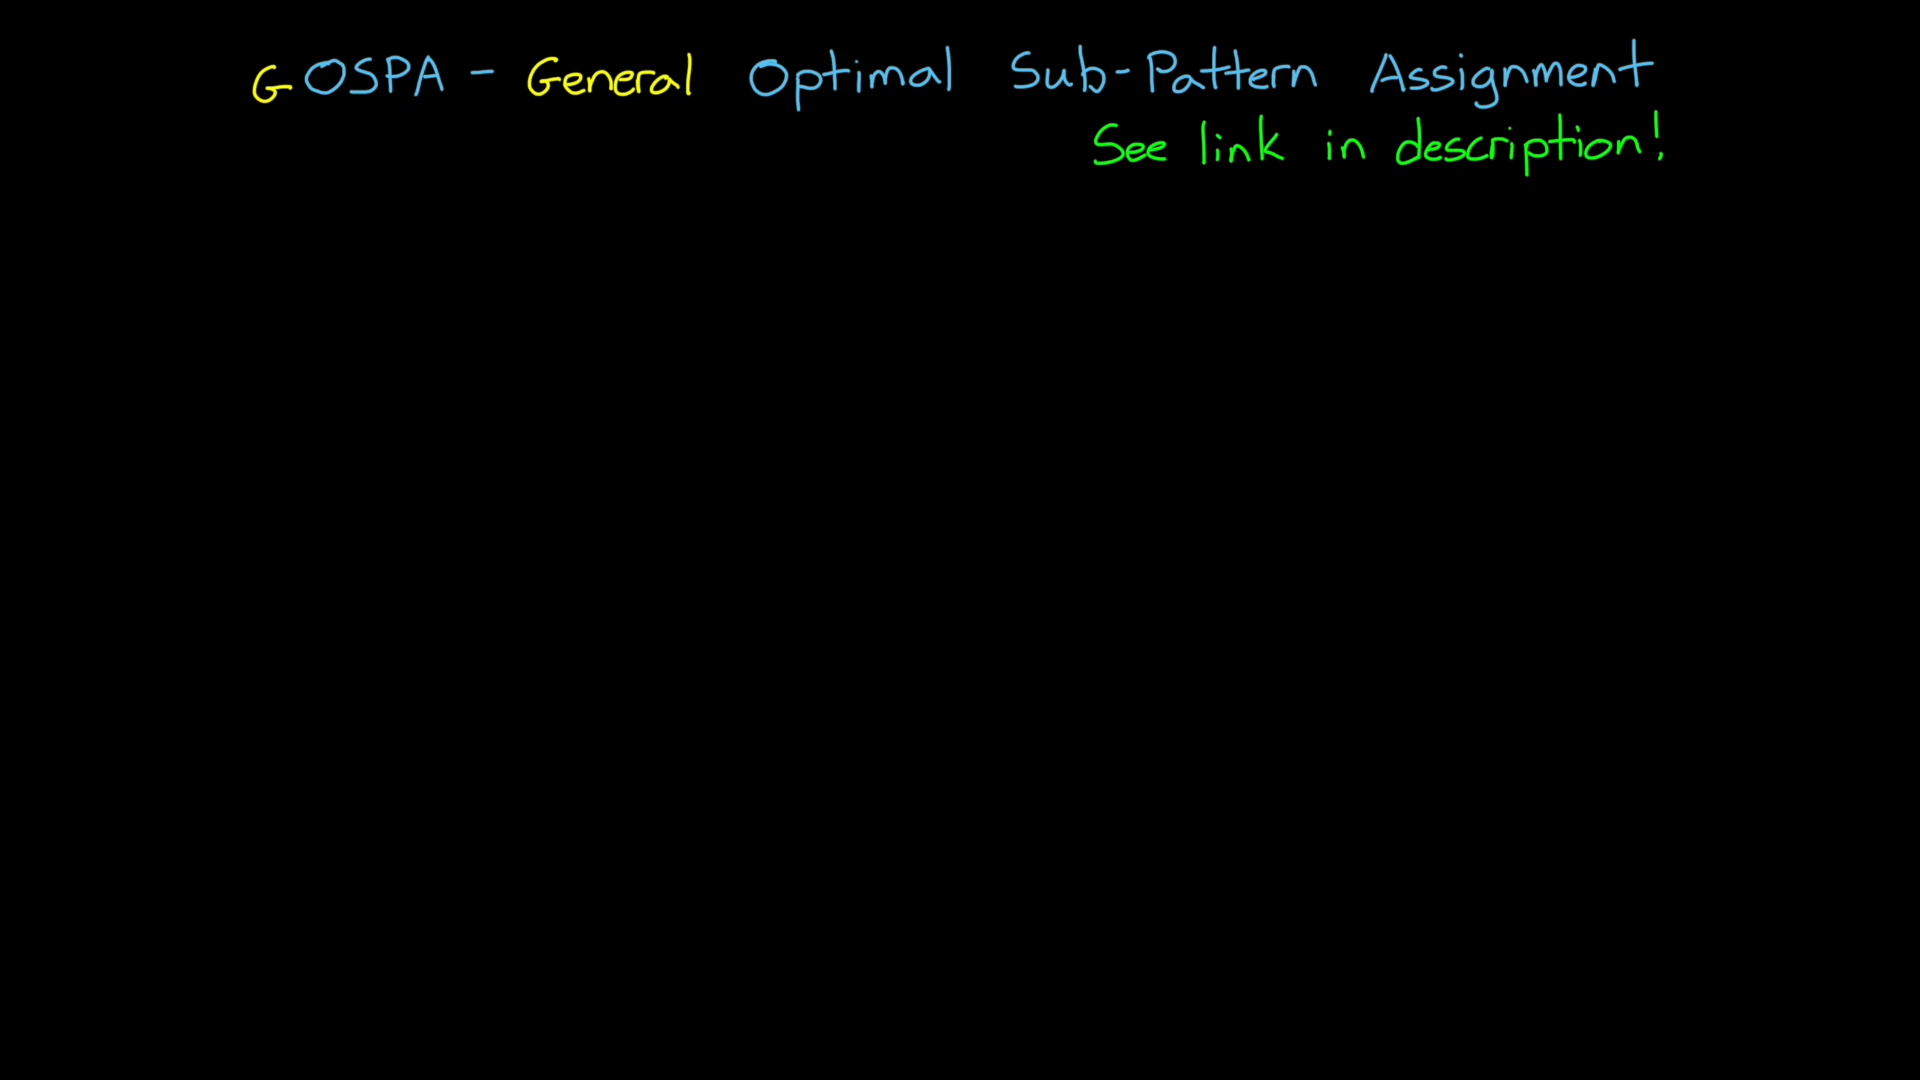 GOSPA - General Optimal Sub-Pattern Assignment
See link in description!